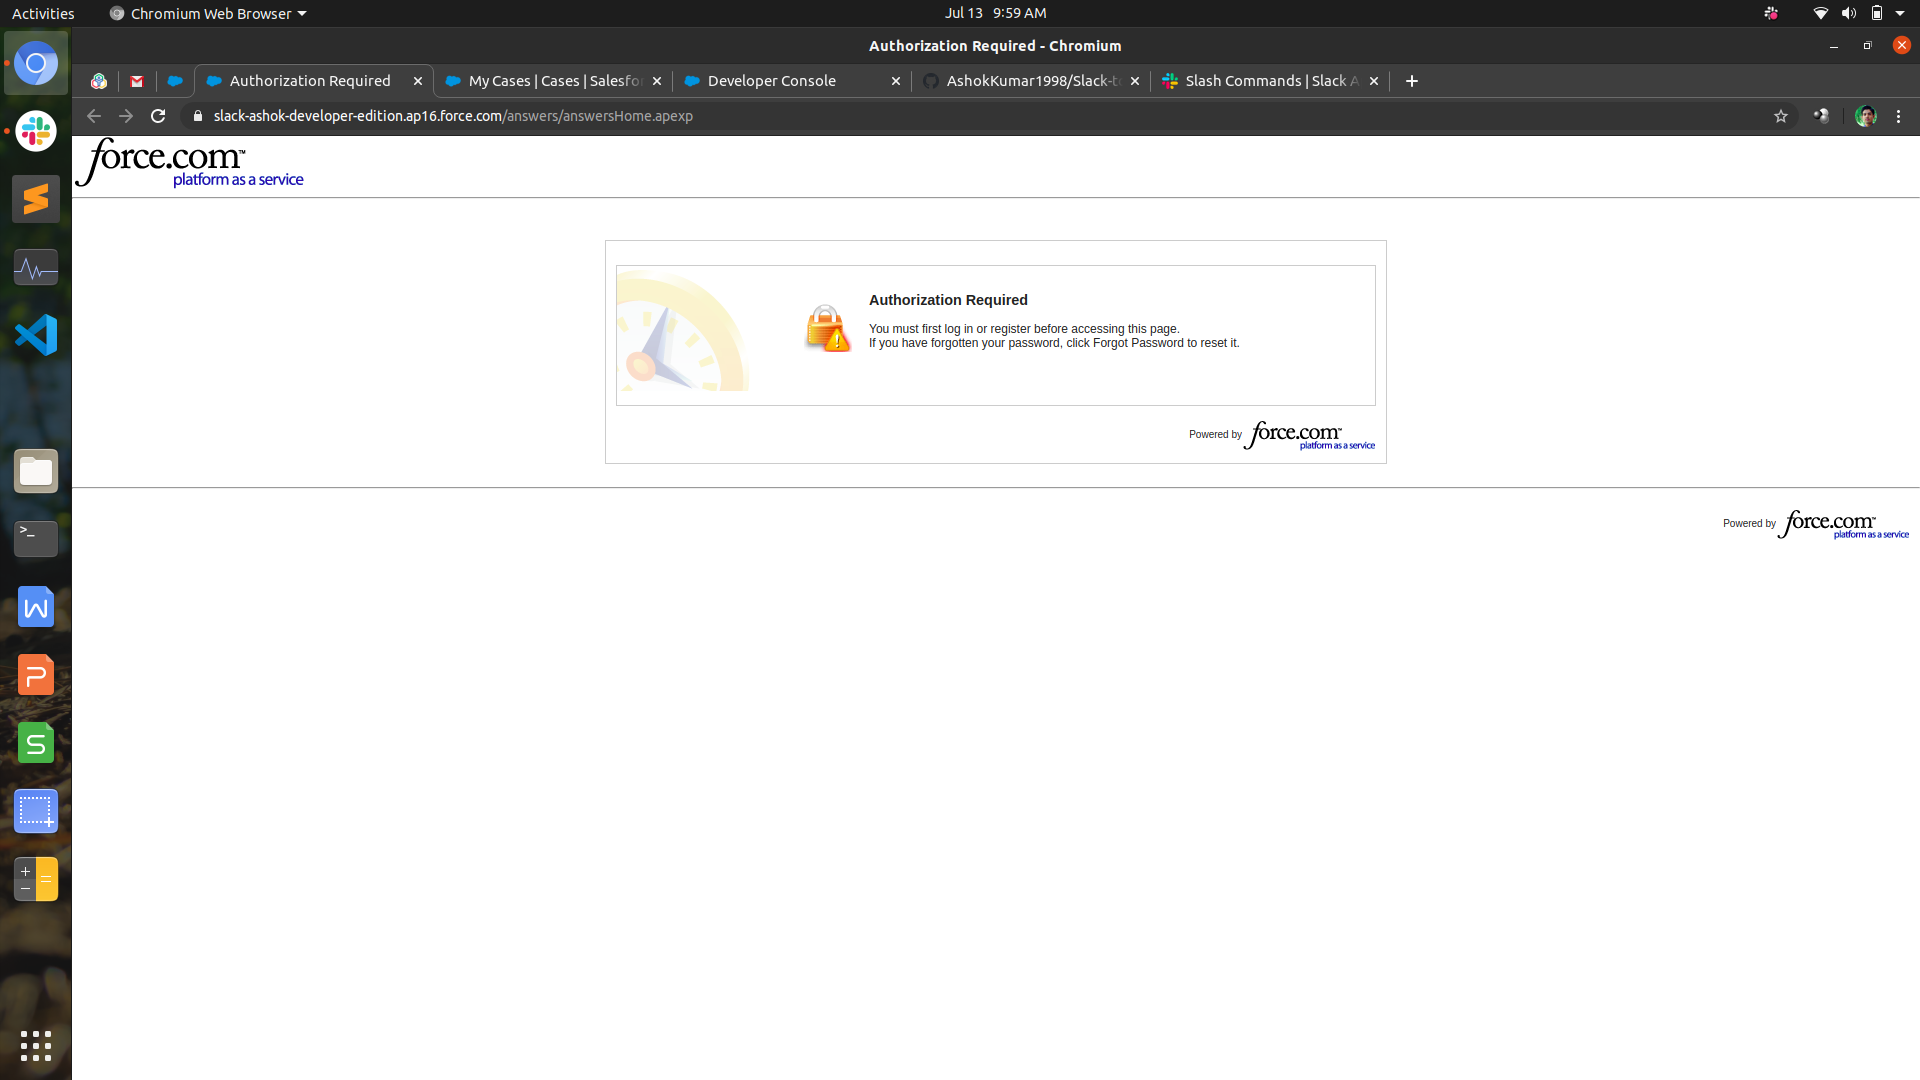 Activities
Chromium Web Browser
Jul 13 9:59 AM
Authorization Required - Chromium
Authorization Required
My Cases | Cases | Salesfo
Developer Console
AshokKumar1998/Slack-t
Slash Commands | Slack A
slack-ashok-developer-edition.ap16.force.com/answers/answersHome.apexp
force.com™
platform as a service
Authorization Required
You must first log in or register before accessing this page.
If you have forgotten your password, click Forgot Password to reset it.
Powered by force.com™
platform as a service
Powered by force.com™
platform as a service